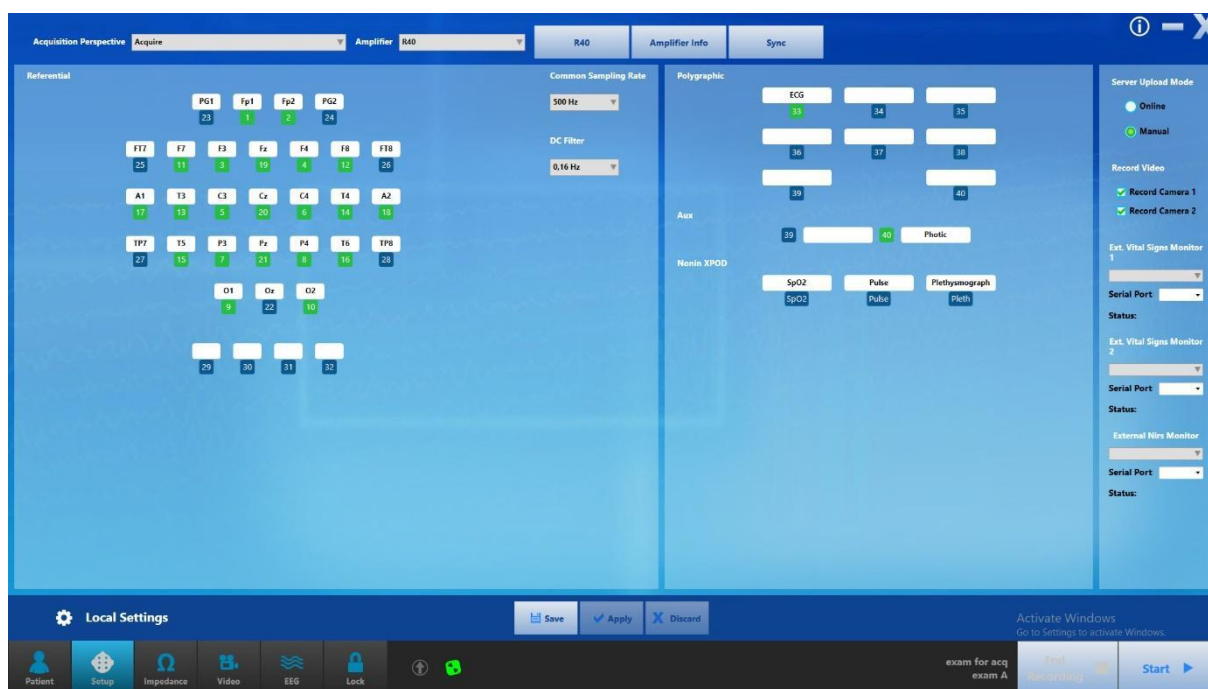 Acquisition Perspective Acquire Amplifier R40 R40 Amplifier Info Sync
Referential
PG1 Fp1 Fp2 PG2
23 1 2 24
FT7 F7 F3 Fz F4 F8 FT8
25 11 3 19 4 12 26
A1 T3 C3 Cz C4 T4 A2
17 13 5 20 6 14 18
TP7 T5 P3 Pz P4 T6 TP8
27 15 7 21 8 16 28
O1 Oz O2
9 22 10
29 30 31 32
Common Sampling Rate
500 Hz
DC Filter
0,16 Hz
Polygraphic
ECG
33 34 35
36 37 38
39 40
Aux
39 40 Photic
Nonin XPOD
SpO2 Pulse Plethysmograph
SpO2 Pulse Pleth
Server Upload Mode
Online
Manual
Record Video
Record Camera 1
Record Camera 2
Ext. Vital Signs Monitor
1
Serial Port
Status:
Ext. Vital Signs Monitor
2
Serial Port
Status:
External Nirs Monitor
Serial Port
Status:
Local Settings
Save Apply X Discard
Activate Windows
Go to Settings to activate Windows.
Patient Setup Impedance Video EEG Lock
exam for acq
exam A
End
Recording
Start